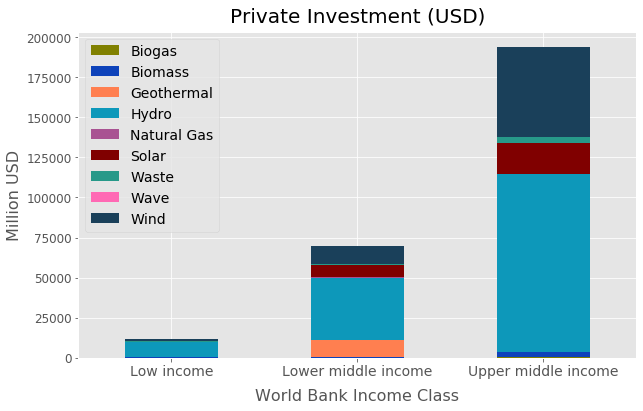 Private Investment (USD)
200000
175000
150000
125000
100000
75000
50000
25000
0
Million USD
Biogas
Biomass
Geothermal
Hydro
Natural Gas
Solar
Waste
Wave
Wind
Low income
Lower middle income
Upper middle income
World Bank Income Class